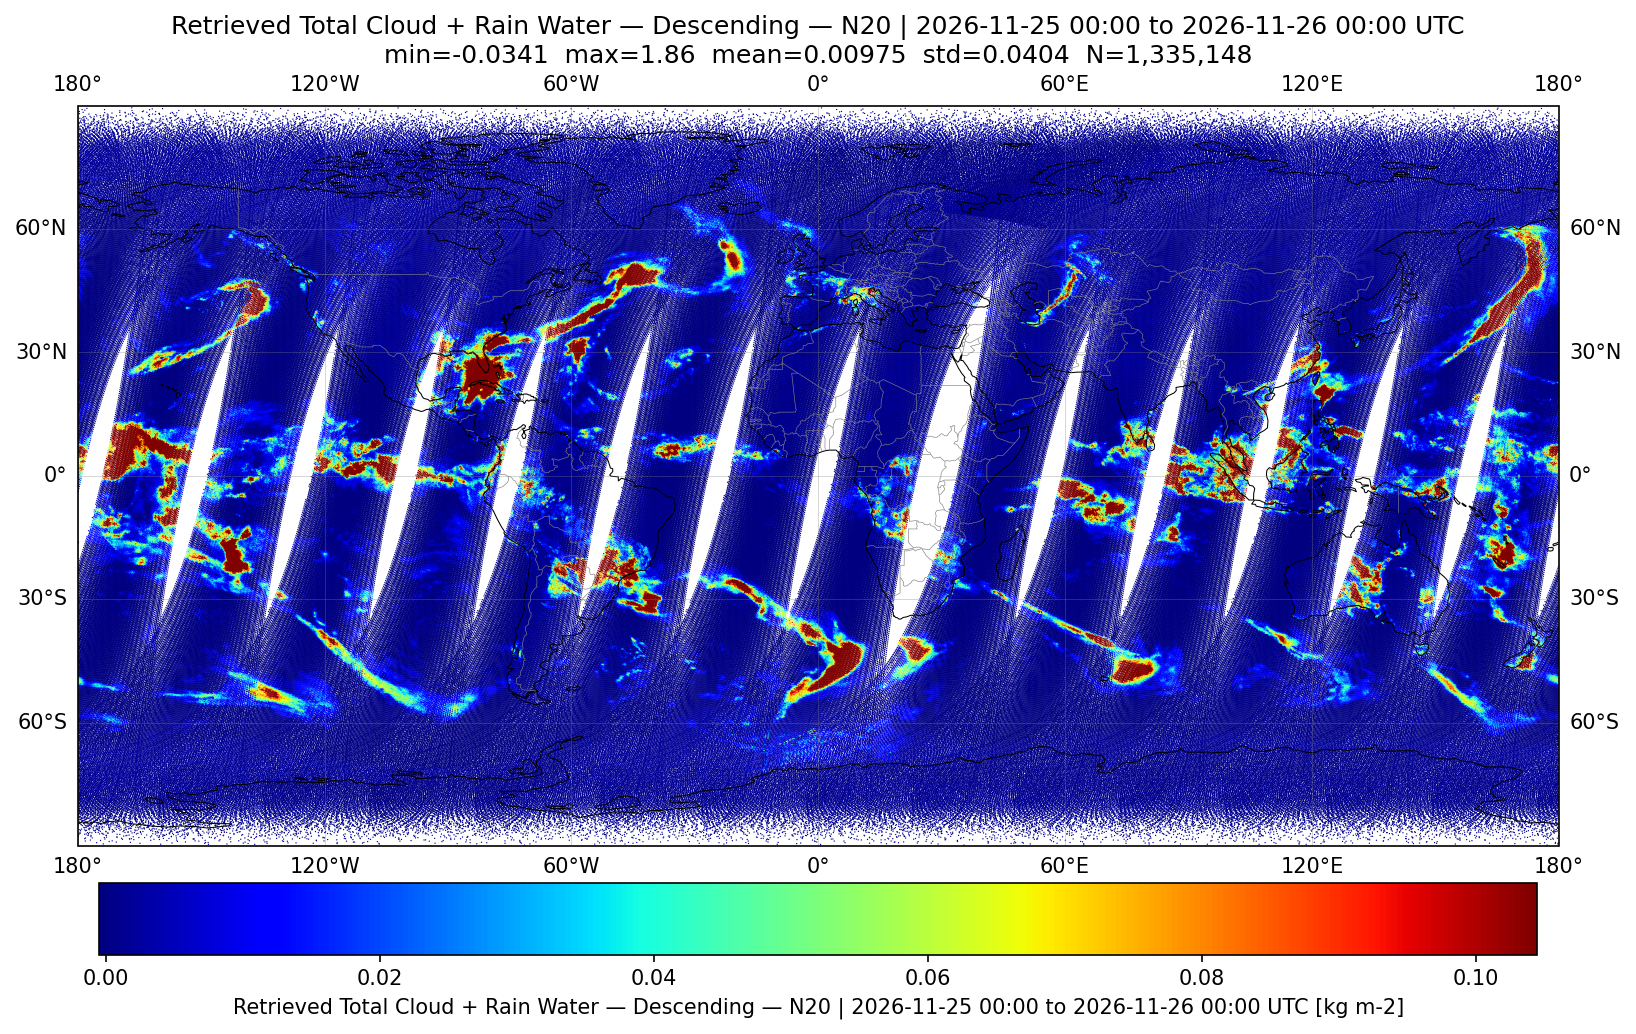 Retrieved Total Cloud + Rain Water — Descending — N20 | 2026-11-25 00:00 to 2026-11-26 00:00 UTC
min=-0.0341 max=1.86 mean=0.00975 std=0.0404 N=1,335,148
180° 120°W 60°W 0° 60°E 120°E 180°
60°N 60°N
30°N 30°N
0° 0°
30°S 30°S
60°S 60°S
180° 120°W 60°W 0° 60°E 120°E 180°
0.00 0.02 0.04 0.06 0.08 0.10
Retrieved Total Cloud + Rain Water — Descending — N20 | 2026-11-25 00:00 to 2026-11-26 00:00 UTC [kg m-2]